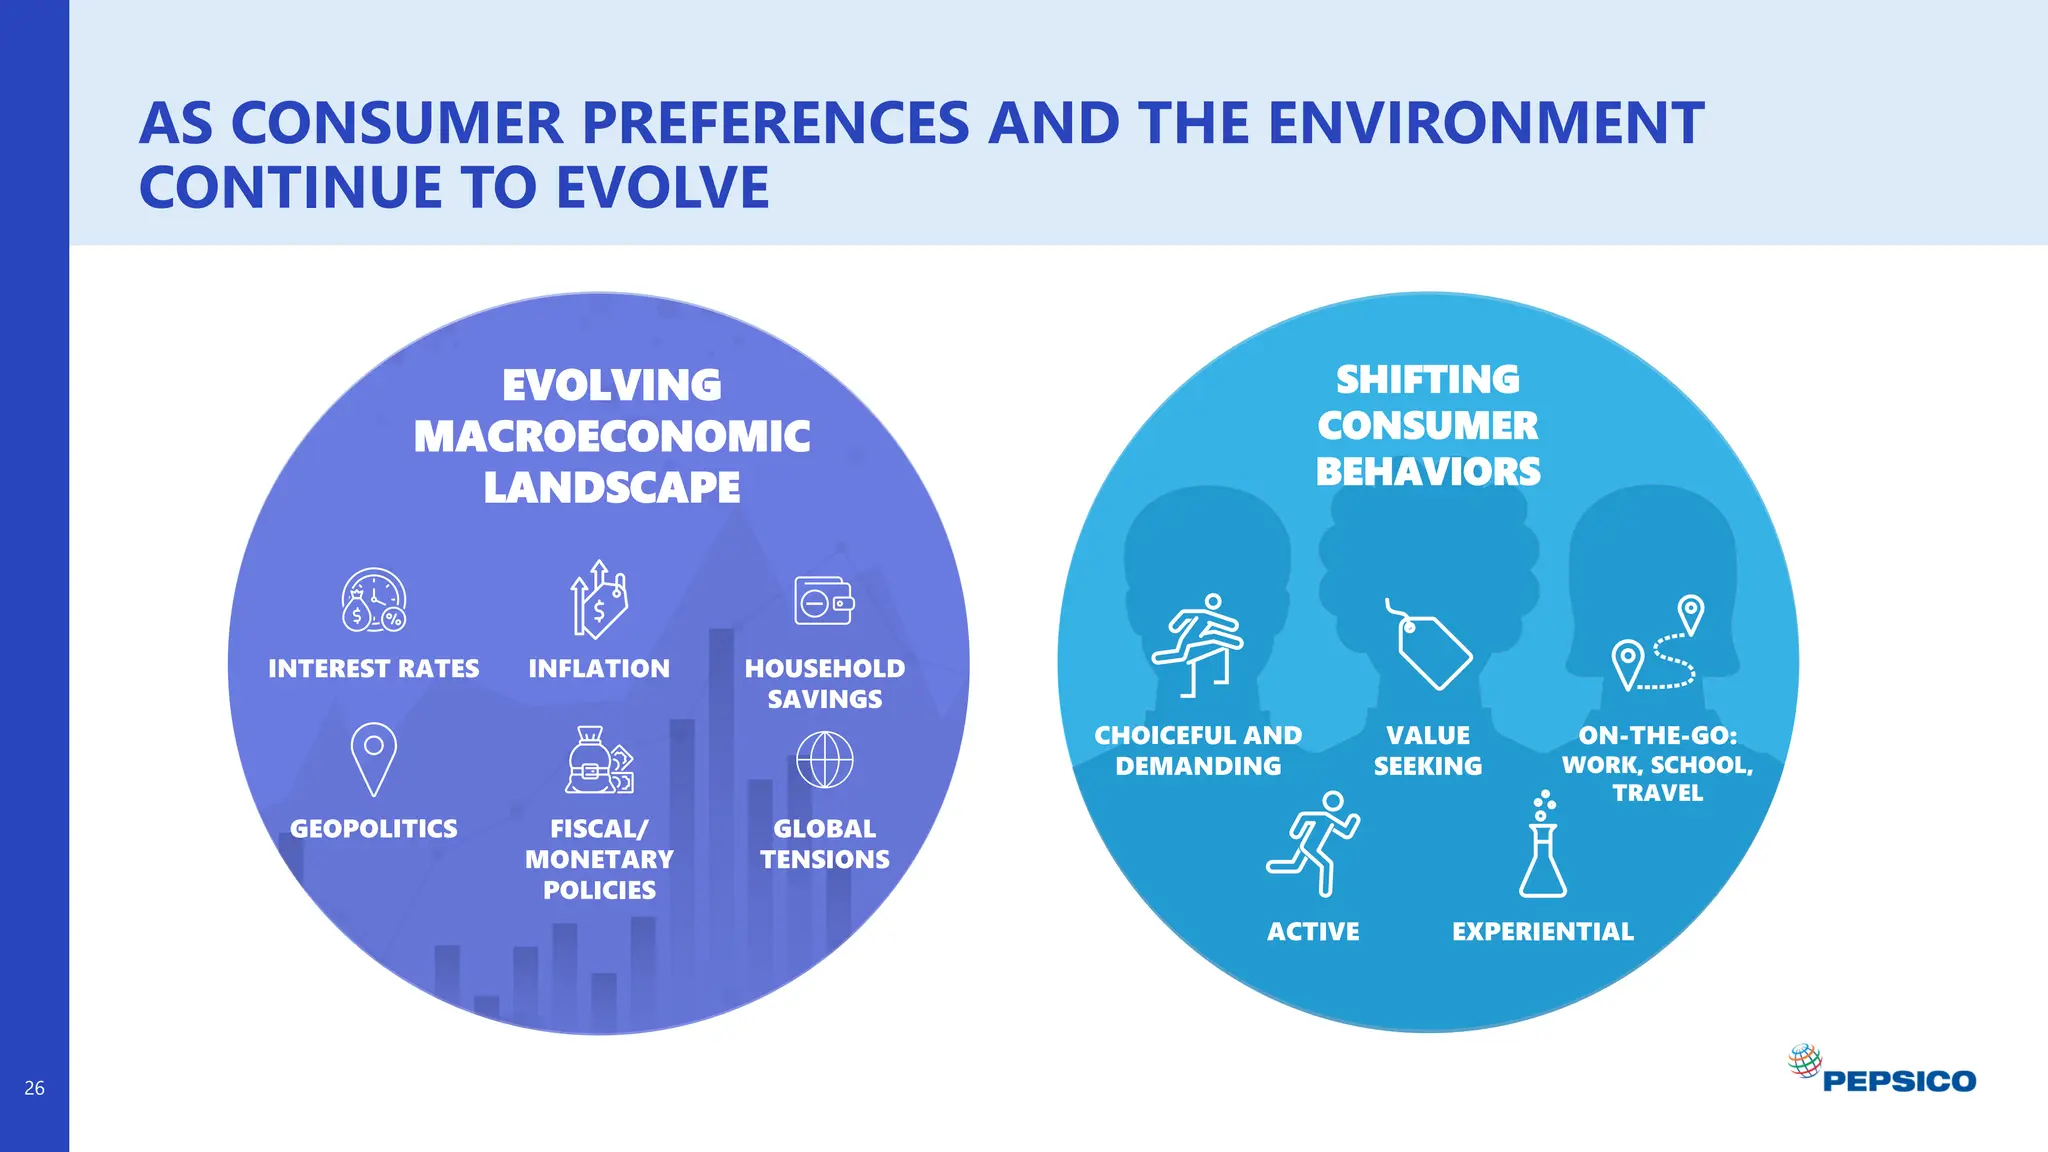 AS CONSUMER PREFERENCES AND THE ENVIRONMENT
CONTINUE TO EVOLVE
EVOLVING
MACROECONOMIC
LANDSCAPE
$
%
INTEREST RATES
$
INFLATION
HOUSEHOLD
SAVINGS
GEOPOLITICS
FISCAL/
MONETARY
POLICIES
GLOBAL
TENSIONS
SHIFTING
CONSUMER
BEHAVIORS
CHOICEFUL AND
DEMANDING
VALUE
SEEKING
ON-THE-GO:
WORK, SCHOOL,
TRAVEL
ACTIVE
EXPERIENTIAL
26
PEPSICO